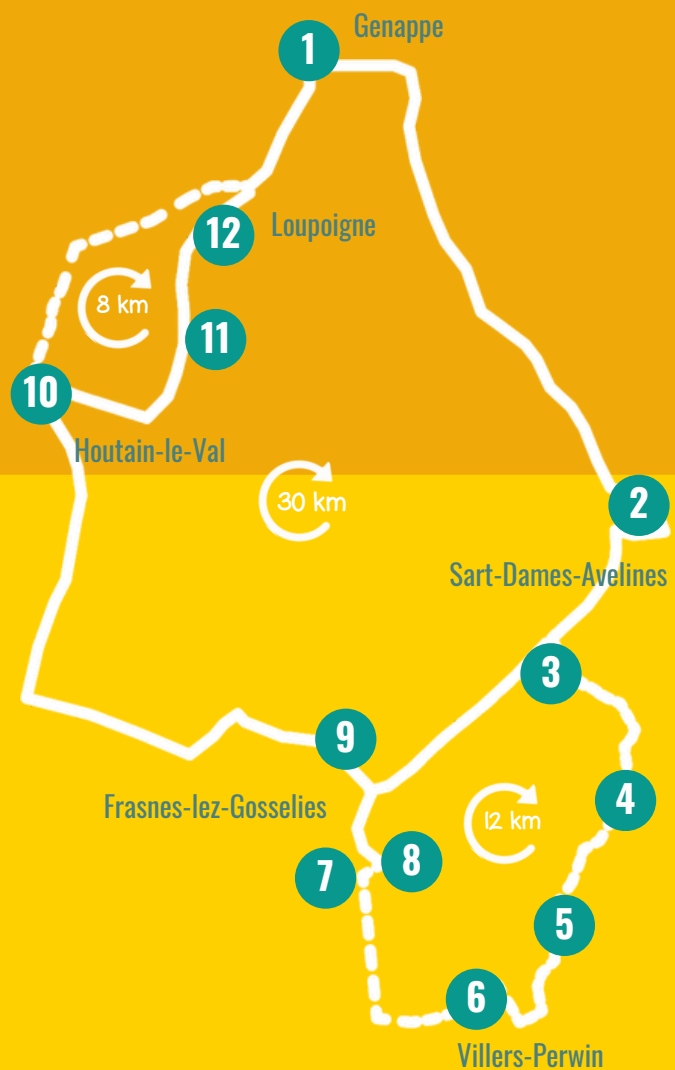 Genappe
1
12
Loupoigne
8 km
11
10
Houtain-le-Val
30 km
2
Sart-Dames-Avelines
3
9
4
Frasnes-lez-Gosselies
12 km
8
7
5
6
Villers-Perwin